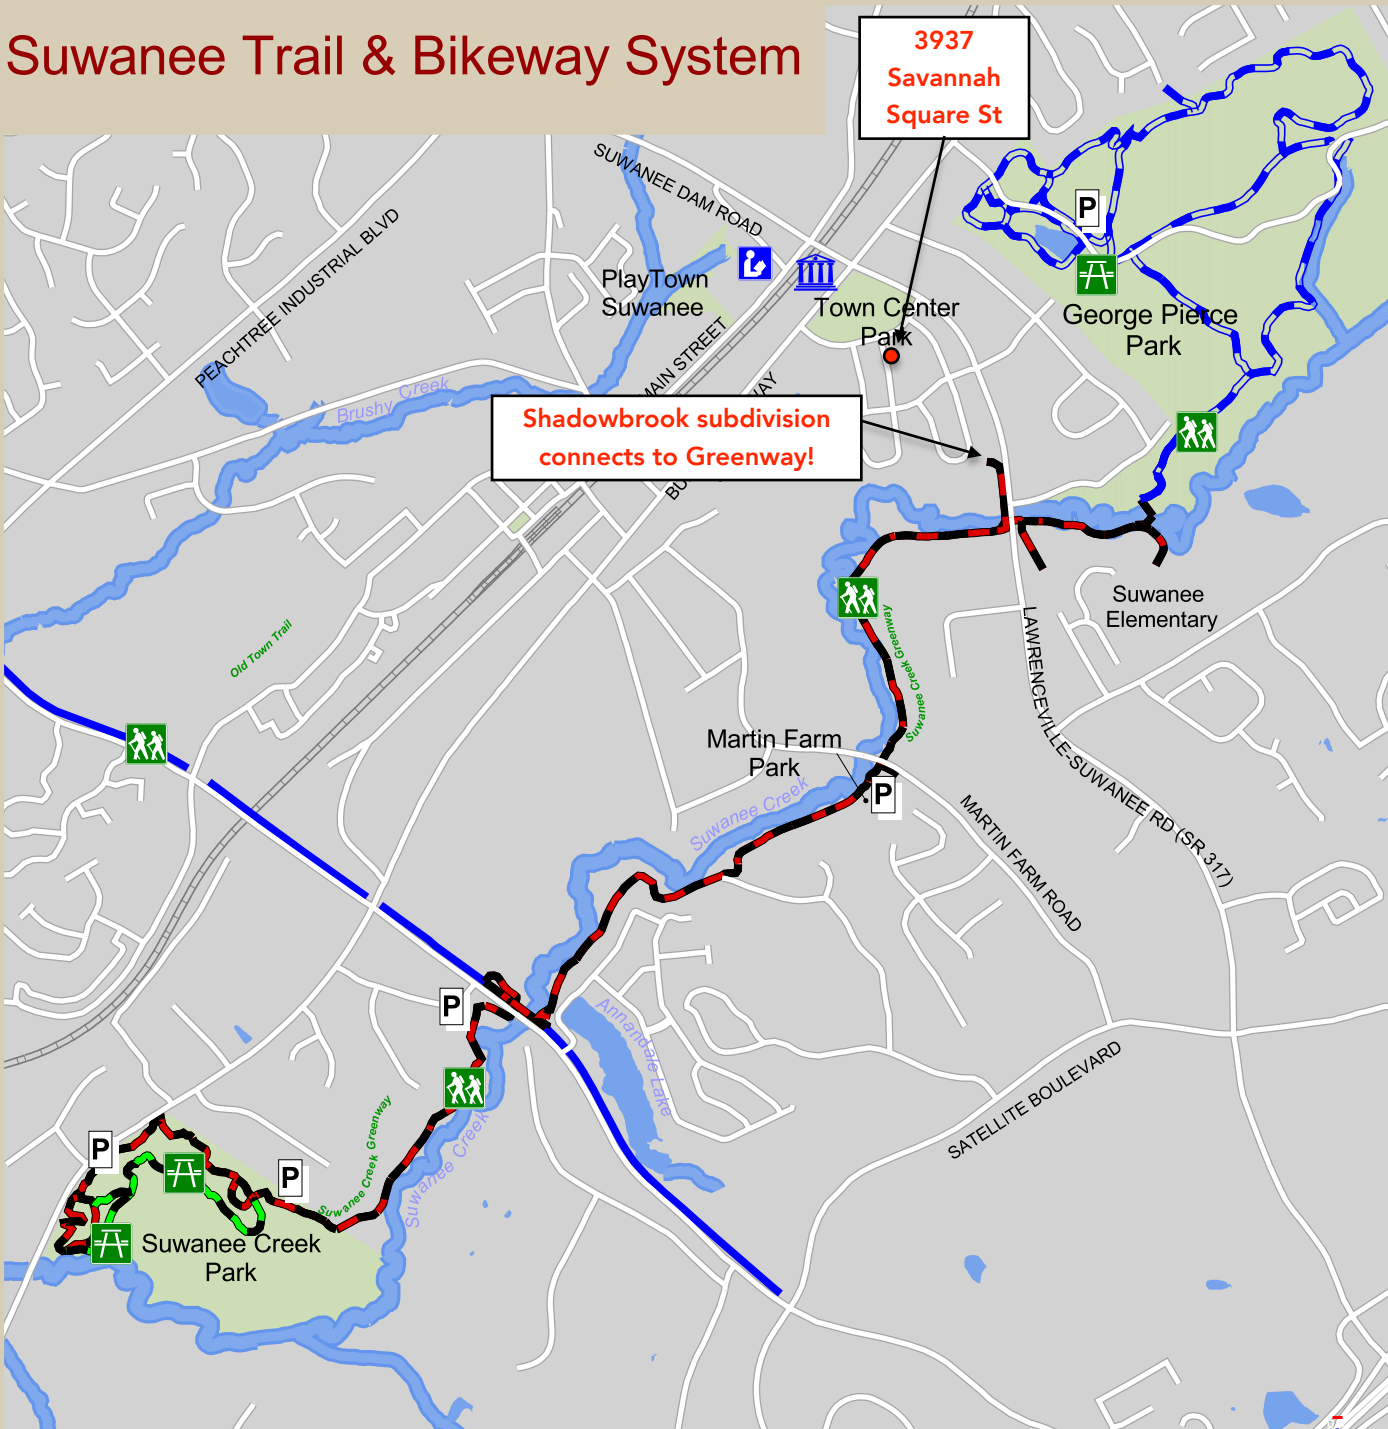 Suwanee Trail & Bikeway System
3937
Savannah
Square St
SUWANEE DAM ROAD
PEACHTREE INDUSTRIAL BLVD
P
PlayTown
Suwanee
Town Center
Park
George Pierce
Park
MAIN STREET
Brushy Creek
Shadowbrook subdivision
connects to Greenway!
Suwanee
Elementary
Old Town Trail
Suwanee Creek Greenway
LAWRENCEVILLE-SUWANEE RD (SR 317)
Martin Farm
Park
P
Suwanee Creek
MARTIN FARM ROAD
P
Annandale Lake
SATELLITE BOULEVARD
Suwanee Creek Greenway
Suwanee Creek
P
P
Suwanee Creek
Park